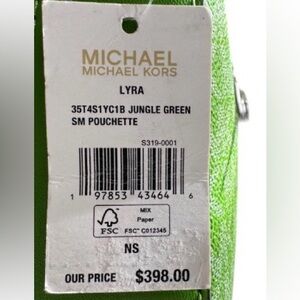 MICHAEL
MICHAEL KORS
LYRA
35T4S1YC1B JUNGLE GREEN
SM POUCHETTE
S319-0001
1 97853 43464 6
FSC
MIX
Paper
FSC® C012345
NS
OUR PRICE $398.00